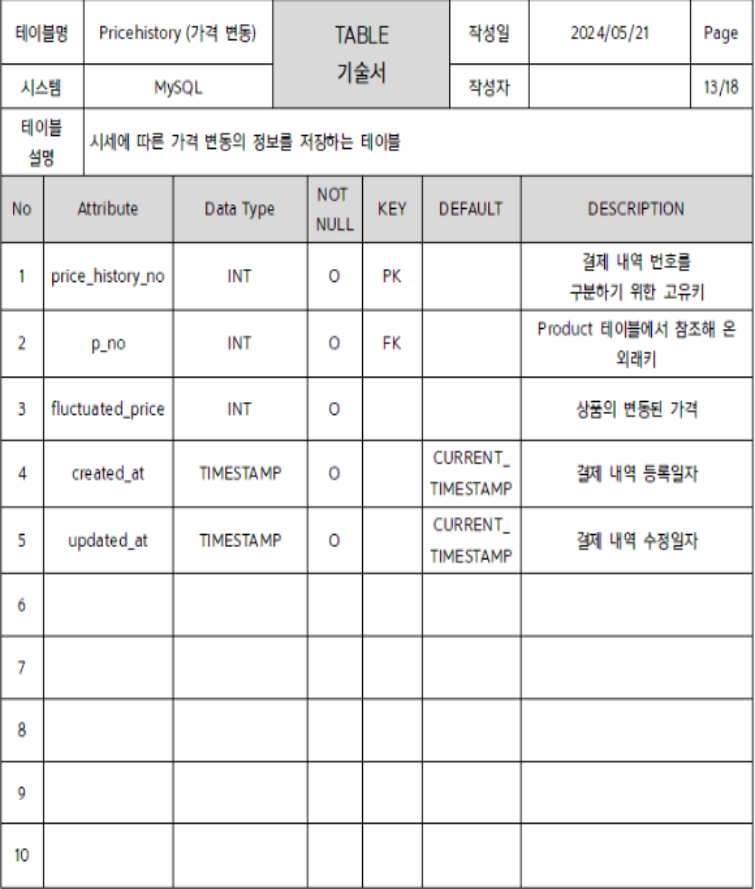 테이블명 Pricehistory (가격 변동) TABLE 기술서 작성일 2024/05/21 Page
시스템 MySQL 작성자 13/18
테이블
설명
시세에 따른 가격 변동의 정보를 저장하는 테이블
No Attribute Data Type NOT NULL KEY DEFAULT DESCRIPTION
1 price_history_no INT O PK 결제 내역 번호를
구분하기 위한 고유키
2 p_no INT O FK Product 테이블에서 참조해 온
외래키
3 fluctuated_price INT O 상품의 변동된 가격
4 created_at TIMESTAMP O CURRENT_
TIMESTAMP 결제 내역 등록일자
5 updated_at TIMESTAMP O CURRENT_
TIMESTAMP 결제 내역 수정일자
6
7
8
9
10